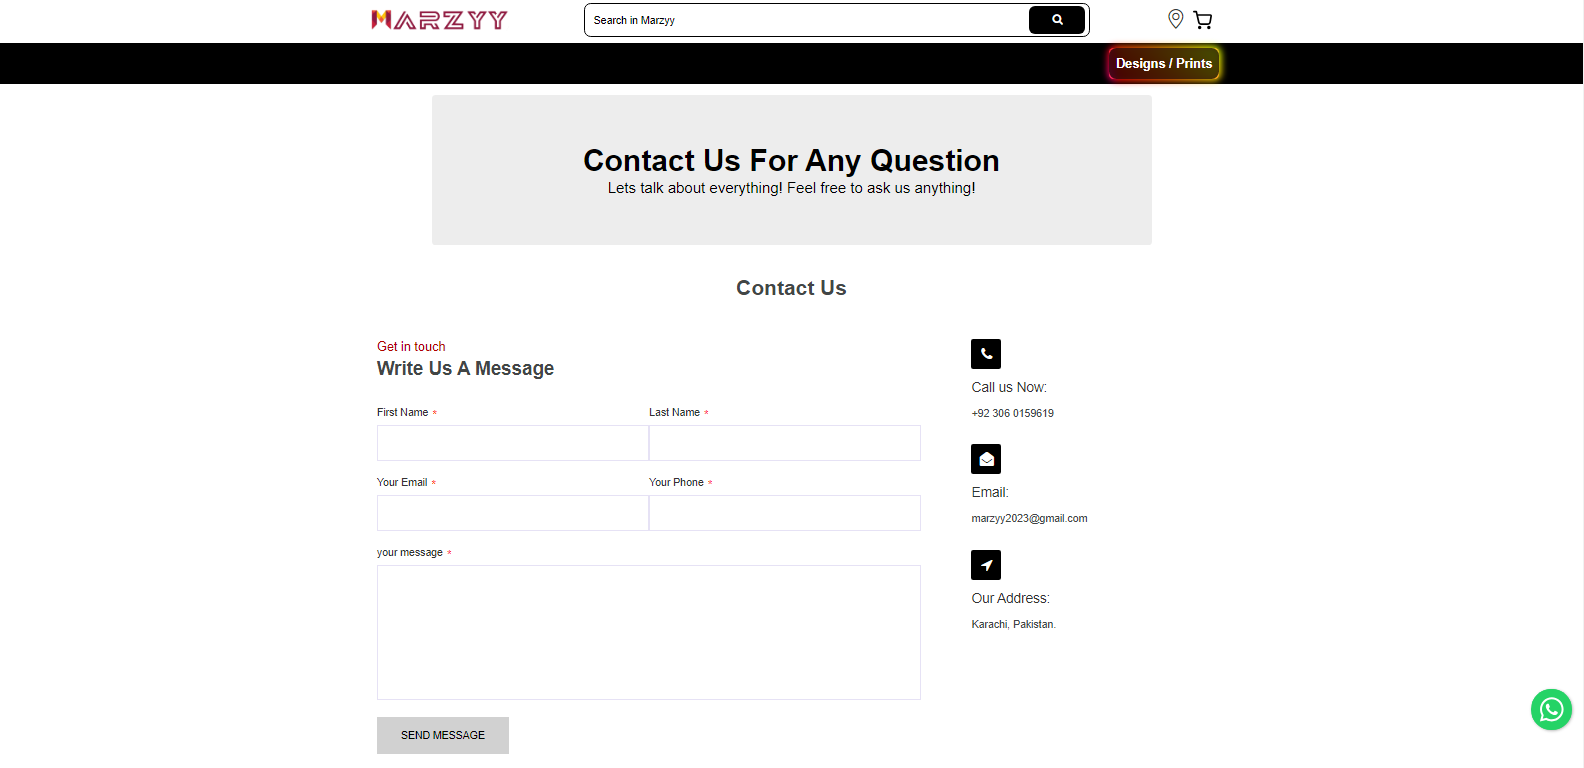 MARZYY
Search in Marzyy
Designs / Prints
Contact Us For Any Question
Lets talk about everything! Feel free to ask us anything!
Contact Us
Get in touch
Write Us A Message
First Name *
Last Name *
Your Email *
Your Phone *
your message *
SEND MESSAGE
Call us Now:
+92 306 0159619
Email:
marzyy2023@gmail.com
Our Address:
Karachi, Pakistan.